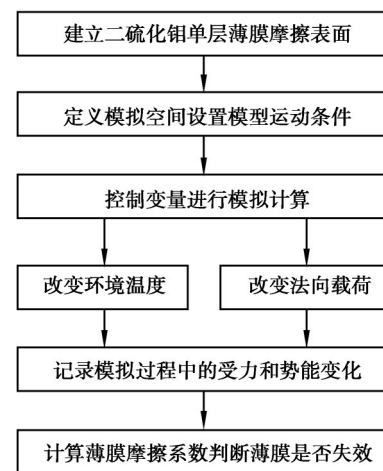 建立二硫化钼单层薄膜摩擦表面
定义模拟空间设置模型运动条件
控制变量进行模拟计算
改变环境温度
改变法向载荷
记录模拟过程中的受力和势能变化
计算薄膜摩擦系数判断薄膜是否失效